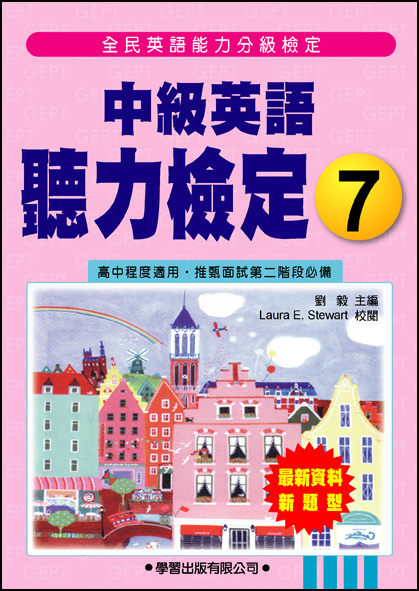 全民英語能力分級檢定
中級英語
聽力檢定 7
高中程度適用・推甄面試第二階段必備
劉 毅 主編
Laura E. Stewart 校閱
最新資料
新題型
●學習出版有限公司●